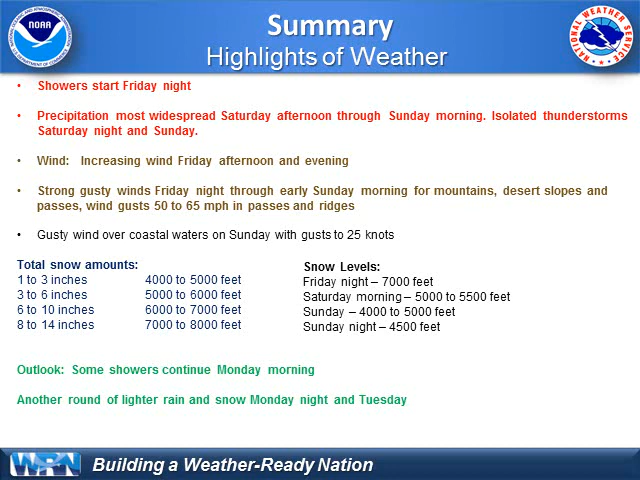 Summary
Highlights of Weather
NOAA
NATIONAL WEATHER SERVICE
• Showers start Friday night
• Precipitation most widespread Saturday afternoon through Sunday morning. Isolated thunderstorms
Saturday night and Sunday.
• Wind: Increasing wind Friday afternoon and evening
• Strong gusty winds Friday night through early Sunday morning for mountains, desert slopes and
passes, wind gusts 50 to 65 mph in passes and ridges
• Gusty wind over coastal waters on Sunday with gusts to 25 knots
Total snow amounts:
1 to 3 inches 4000 to 5000 feet
3 to 6 inches 5000 to 6000 feet
6 to 10 inches 6000 to 7000 feet
8 to 14 inches 7000 to 8000 feet
Snow Levels:
Friday night – 7000 feet
Saturday morning – 5000 to 5500 feet
Sunday – 4000 to 5000 feet
Sunday night – 4500 feet
Outlook: Some showers continue Monday morning
Another round of lighter rain and snow Monday night and Tuesday
WRN
Building a Weather-Ready Nation